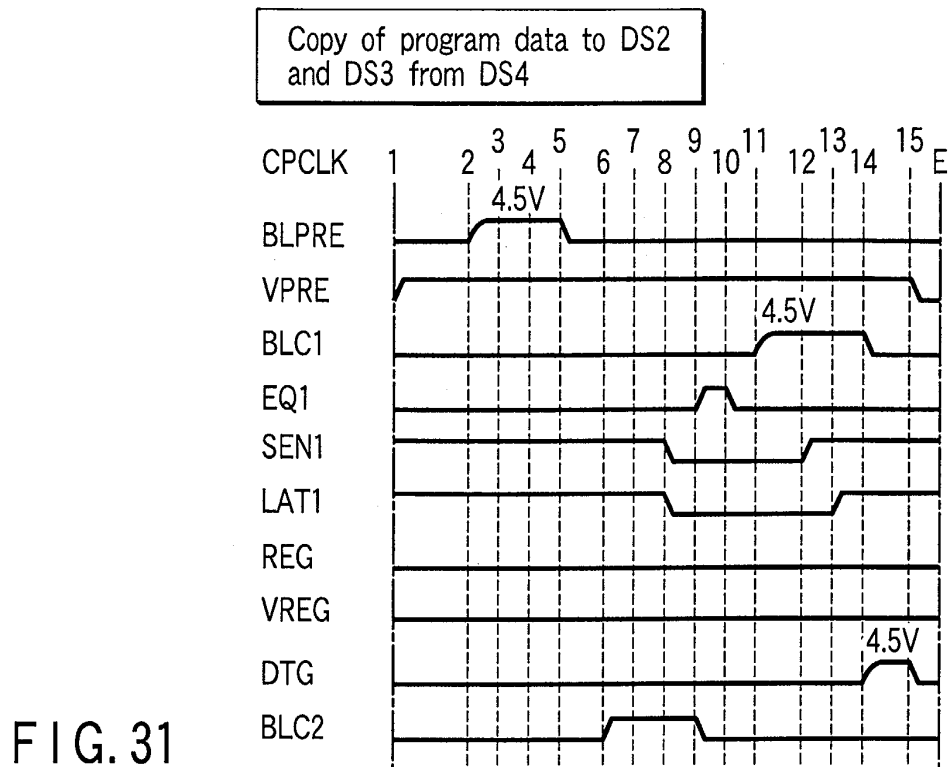 Copy of program data to DS2
and DS3 from DS4
CPCLK 1 2 3 4 5 6 7 8 9 10 11 12 13 14 15 E
4.5V
BLPRE
VPRE
4.5V
BLC1
EQ1
SEN1
LAT1
REG
VREG
4.5V
DTG
BLC2
FIG. 31